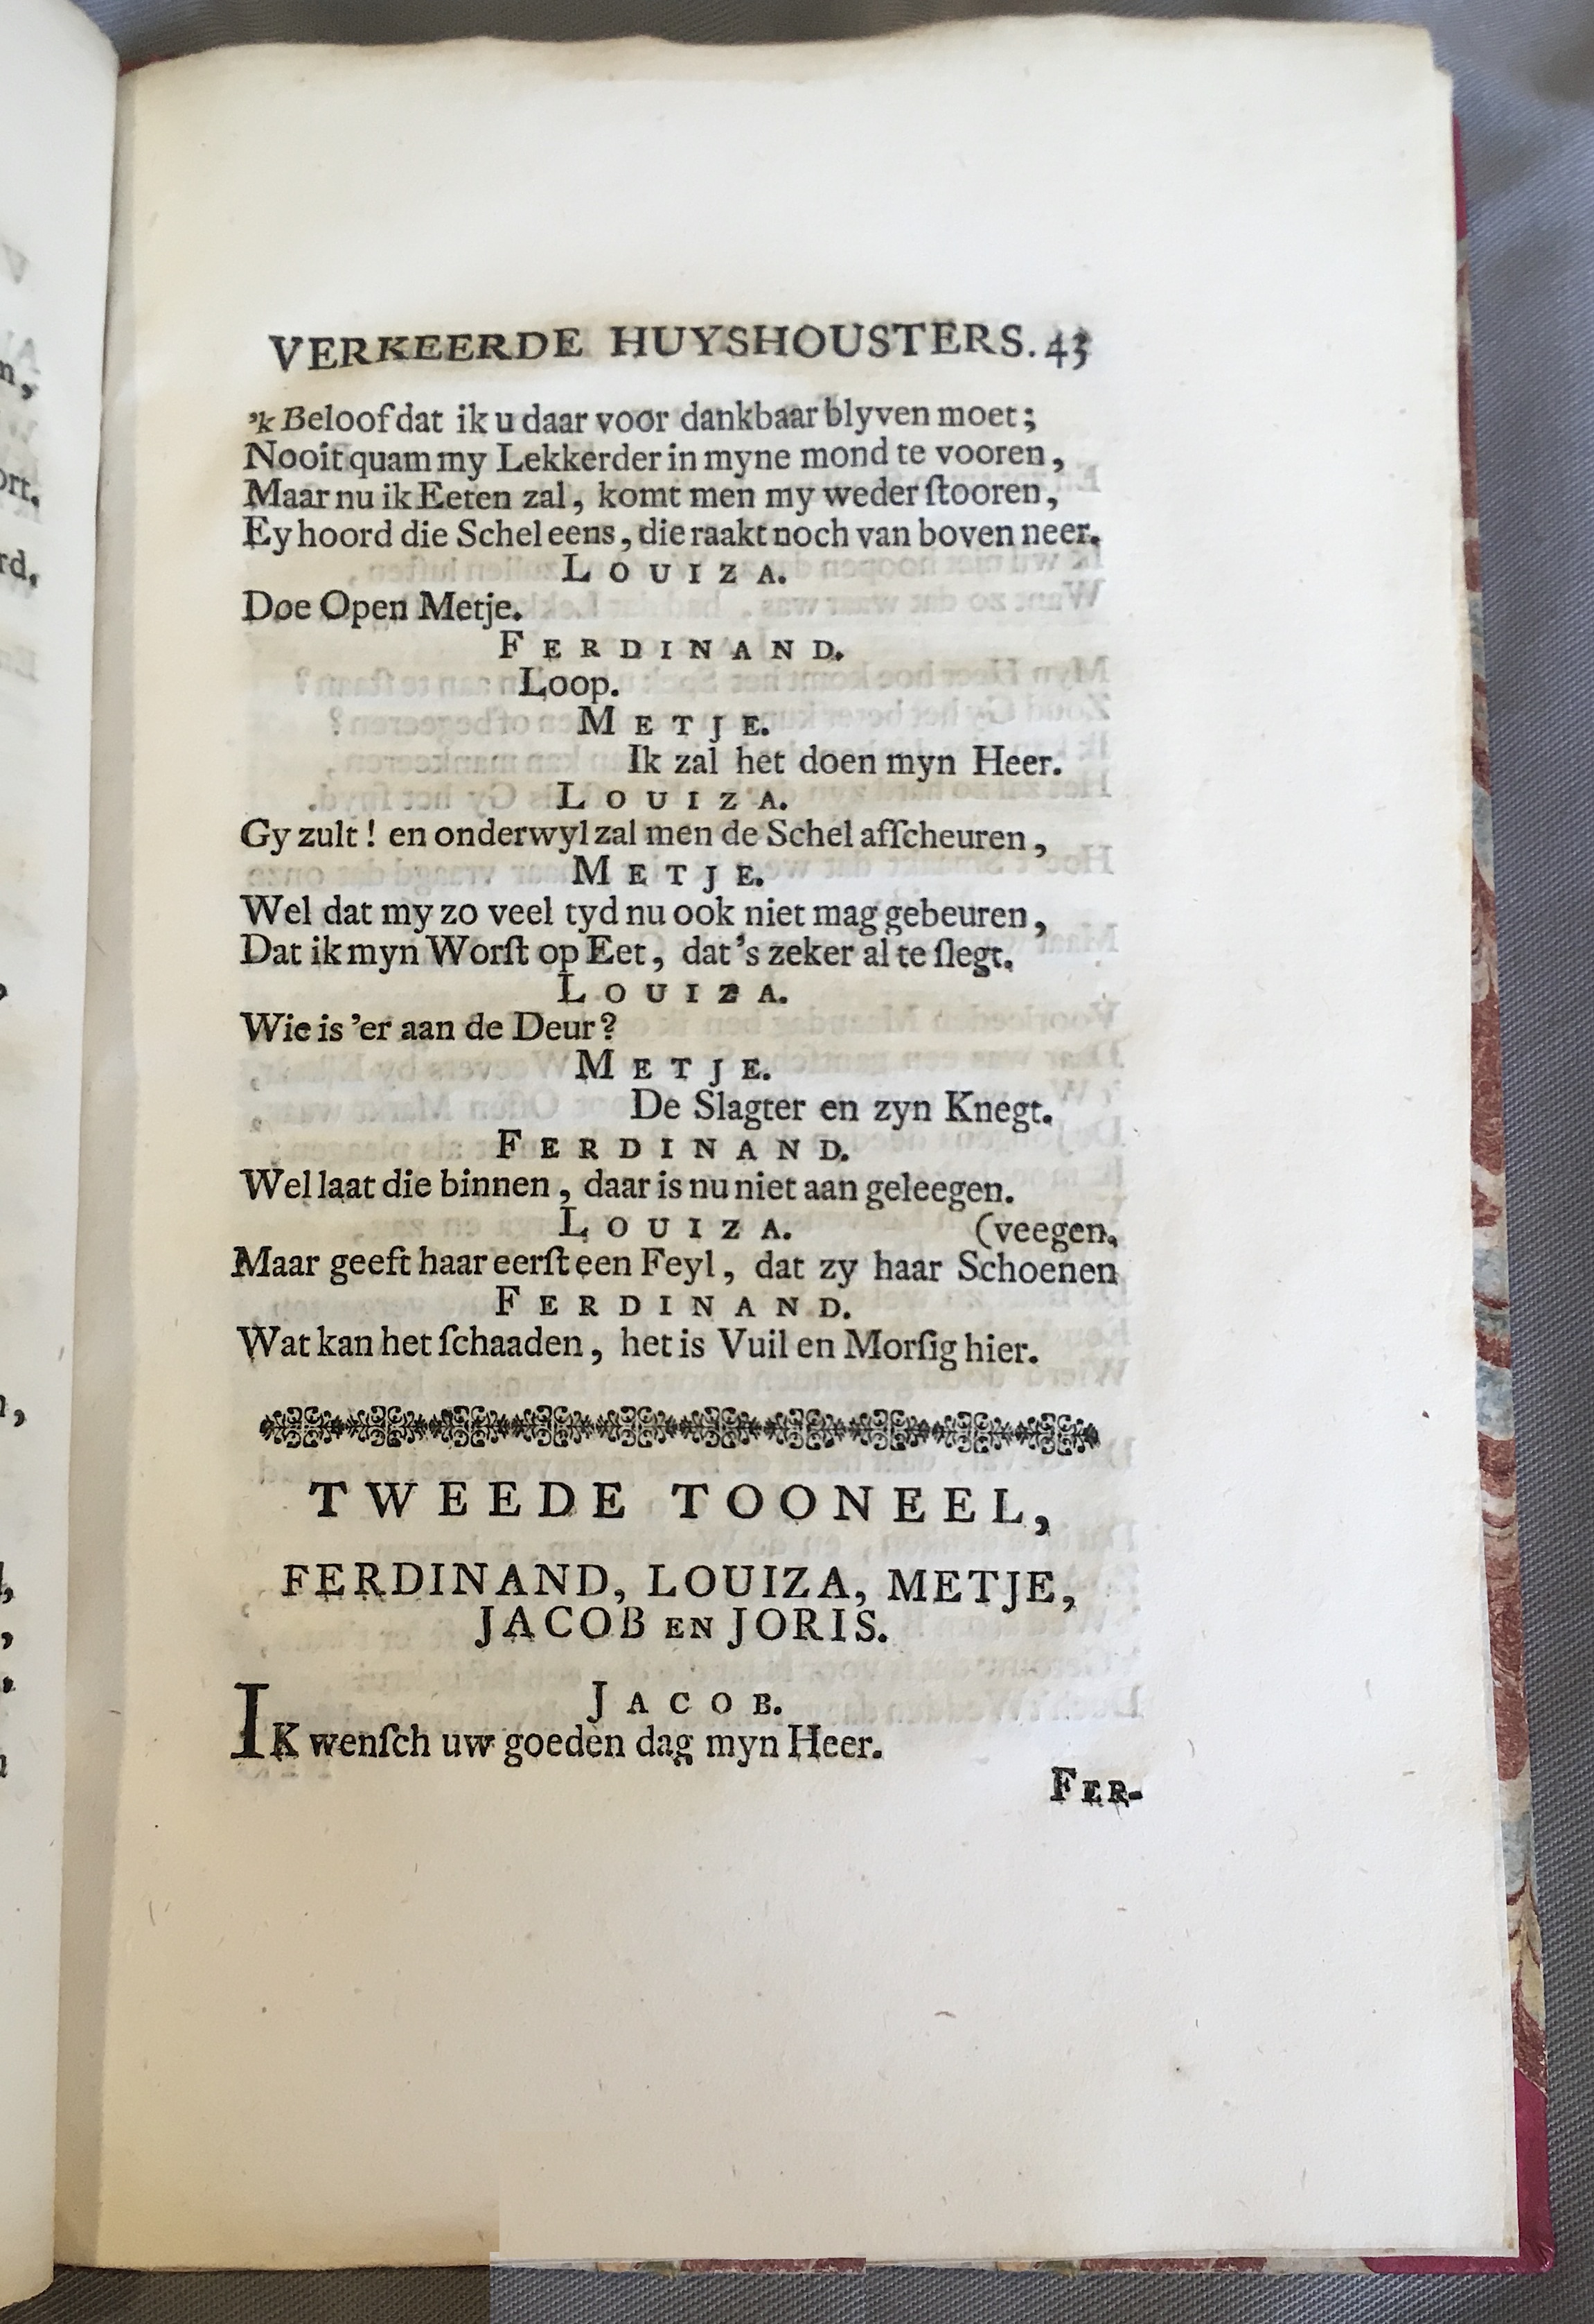 VERKEERDE HUYSHOUSTERS. 43
'k Beloof dat ik u daar voor dankbaar blyven moet;
Nooit quam my Lekkerder in myne mond te vooren,
Maar nu ik Eeten zal, komt men my weder ſtooren,
Ey hoord die Schel eens, die raakt noch van boven neer.
LOUIZA.
Doe Open Metje.
FERDINAND.
Loop.
METJE.
Ik zal het doen myn Heer.
LOUIZA.
Gy zult! en onderwyl zal men de Schel afſcheuren,
METJE.
Wel dat my zo veel tyd nu ook niet mag gebeuren,
Dat ik myn Worſt op Eet, dat's zeker al te ſlegt.
LOUIZA.
Wie is 'er aan de Deur?
METJE.
De Slagter en zyn Knegt.
FERDINAND.
Wel laat die binnen, daar is nu niet aan geleegen.
LOUIZA. (veegen.
Maar geeft haar eerſt een Feyl, dat zy haar Schoenen
FERDINAND.
Wat kan het ſchaaden, het is Vuil en Morſig hier.
TWEEDE TOONEEL,
FERDINAND, LOUIZA, METJE,
JACOB EN JORIS.
JACOB.
IK wenſch uw goeden dag myn Heer.
FER-